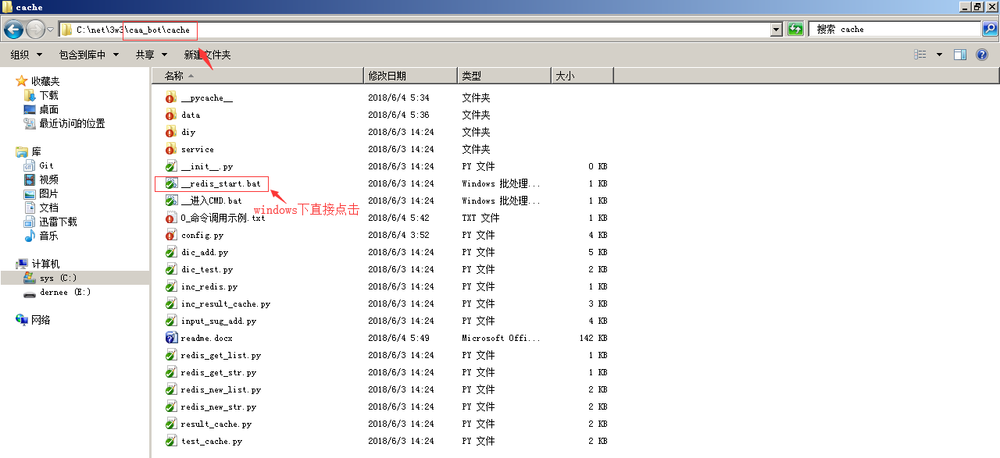 cache
C:\net\3w3\caa_bot\cache
搜索 cache
组织 包含到库中 共享 新建文件夹
收藏夹
下载
桌面
最近访问的位置
库
Git
视频
图片
文档
迅雷下载
音乐
计算机
sys (C:)
dernee (E:)
网络
名称 修改日期 类型 大小
__pycache__ 2018/6/4 5:34 文件夹
data 2018/6/4 5:36 文件夹
diy 2018/6/3 14:24 文件夹
service 2018/6/3 14:24 文件夹
__init__.py 2018/6/3 14:24 PY 文件 0 KB
__redis_start.bat 2018/6/3 14:24 Windows 批处理... 1 KB
__进入CMD.bat 2018/6/3 14:24 Windows 批处理... 1 KB
windows下直接点击
0_命令调用示例.txt 2018/6/4 5:42 TXT 文件 1 KB
config.py 2018/6/4 3:52 PY 文件 4 KB
dic_add.py 2018/6/3 14:24 PY 文件 5 KB
dic_test.py 2018/6/3 14:24 PY 文件 2 KB
inc_redis.py 2018/6/3 14:24 PY 文件 1 KB
inc_result_cache.py 2018/6/3 14:24 PY 文件 3 KB
input_sug_add.py 2018/6/3 14:24 PY 文件 4 KB
readme.docx 2018/6/4 5:49 Microsoft Offi... 142 KB
redis_get_list.py 2018/6/3 14:24 PY 文件 1 KB
redis_get_str.py 2018/6/3 14:24 PY 文件 1 KB
redis_new_list.py 2018/6/3 14:24 PY 文件 2 KB
redis_new_str.py 2018/6/3 14:24 PY 文件 2 KB
result_cache.py 2018/6/3 14:24 PY 文件 2 KB
test_cache.py 2018/6/3 14:24 PY 文件 2 KB